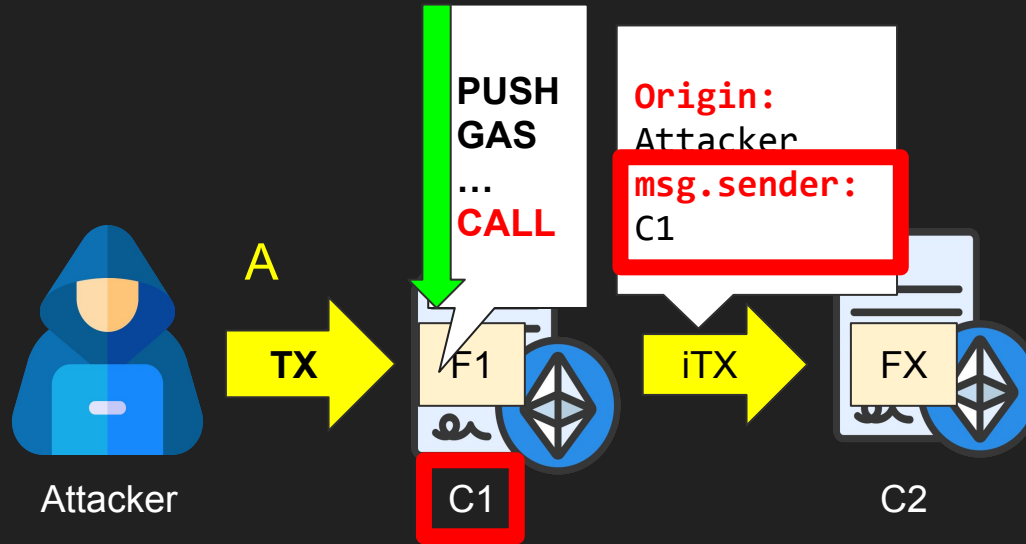 PUSH
GAS
…
CALL
Origin:
Attacker
msg.sender:
C1
A
TX
F1
iTX
FX
Attacker
C1
C2